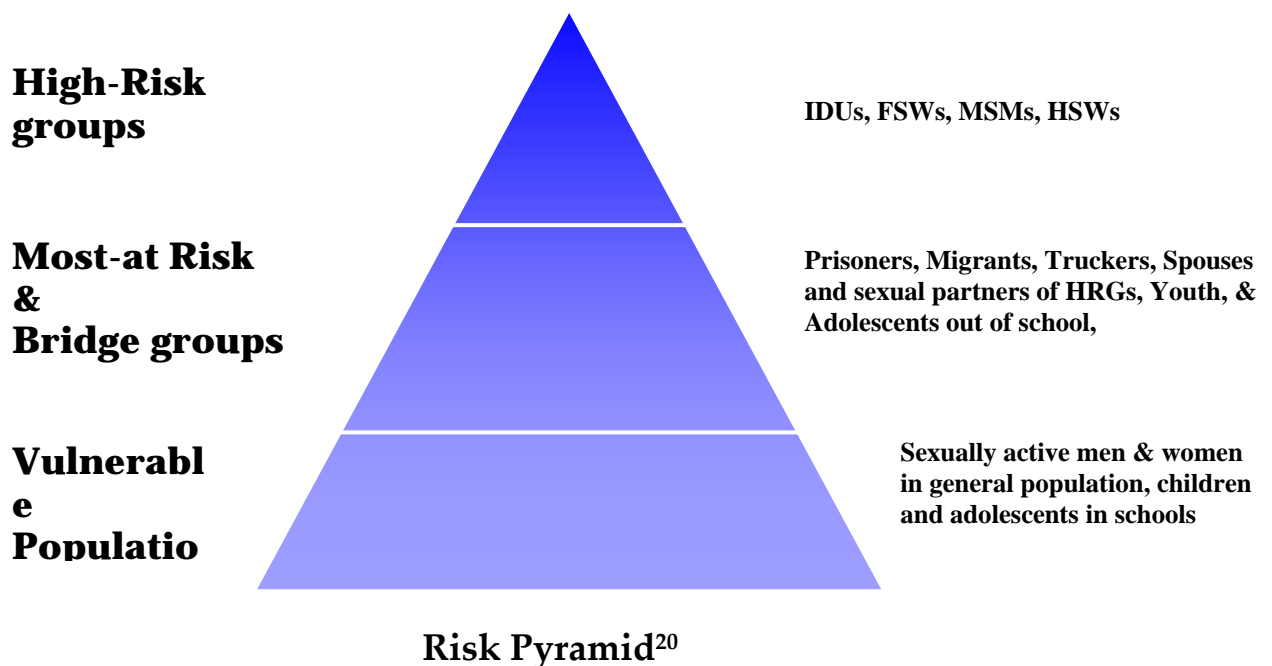 High-Risk
groups
IDUs, FSWs, MSMs, HSWs
Most-at Risk
&
Bridge groups
Prisoners, Migrants, Truckers, Spouses
and sexual partners of HRGs, Youth, &
Adolescents out of school,
Vulnerabl
e
Populatio
Sexually active men & women
in general population, children
and adolescents in schools
Risk Pyramid²⁰